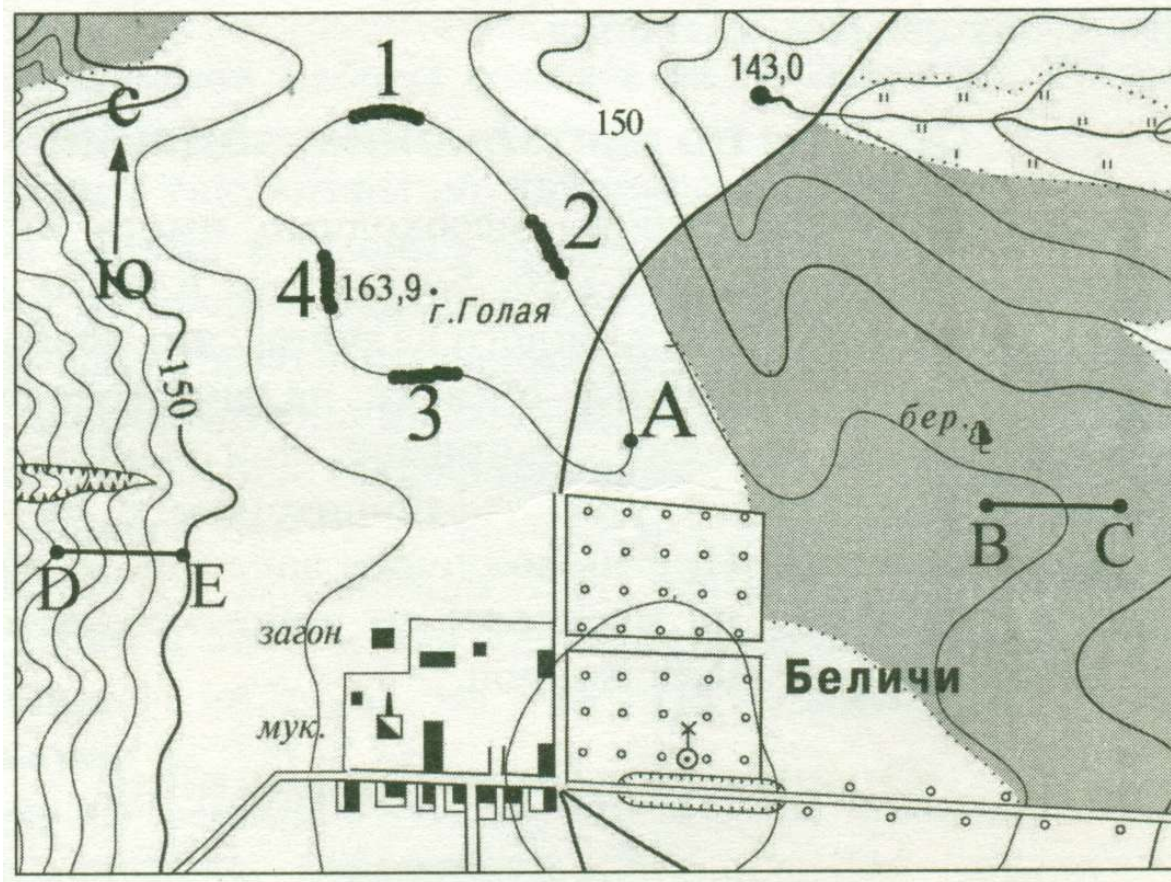 1
143,0
С
150
2
Ю
4
163,9
г.Голая
150
А
3
бер.
В
С
D
Е
загон
Беличи
мук.